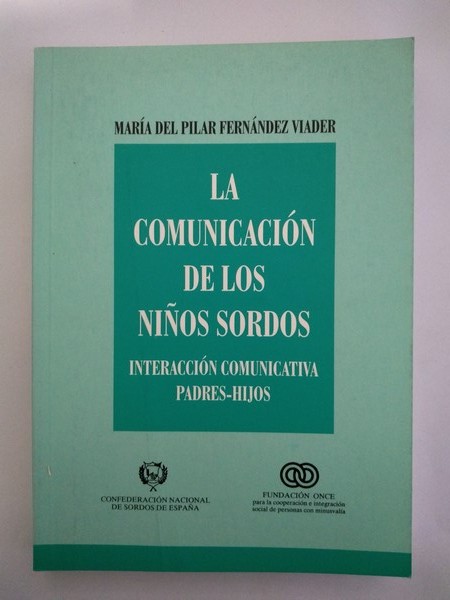 MARÍA DEL PILAR FERNÁNDEZ VIADER
LA
COMUNICACIÓN
DE LOS
NIÑOS SORDOS
INTERACCIÓN COMUNICATIVA
PADRES-HIJOS
CONFEDERACIÓN NACIONAL
DE SORDOS DE ESPAÑA
FUNDACIÓN ONCE
para la cooperación e integración
social de personas con minusvalía